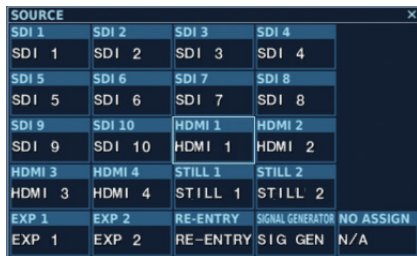 SOURCE ×
SDI 1 SDI 2 SDI 3 SDI 4
SDI 1 SDI 2 SDI 3 SDI 4
SDI 5 SDI 6 SDI 7 SDI 8
SDI 5 SDI 6 SDI 7 SDI 8
SDI 9 SDI 10 HDMI 1 HDMI 2
SDI 9 SDI 10 HDMI 1 HDMI 2
HDMI 3 HDMI 4 STILL 1 STILL 2
HDMI 3 HDMI 4 STILL 1 STILL 2
EXP 1 EXP 2 RE-ENTRY SIGNAL GENERATOR NO ASSIGN
EXP 1 EXP 2 RE-ENTRY SIG GEN N/A